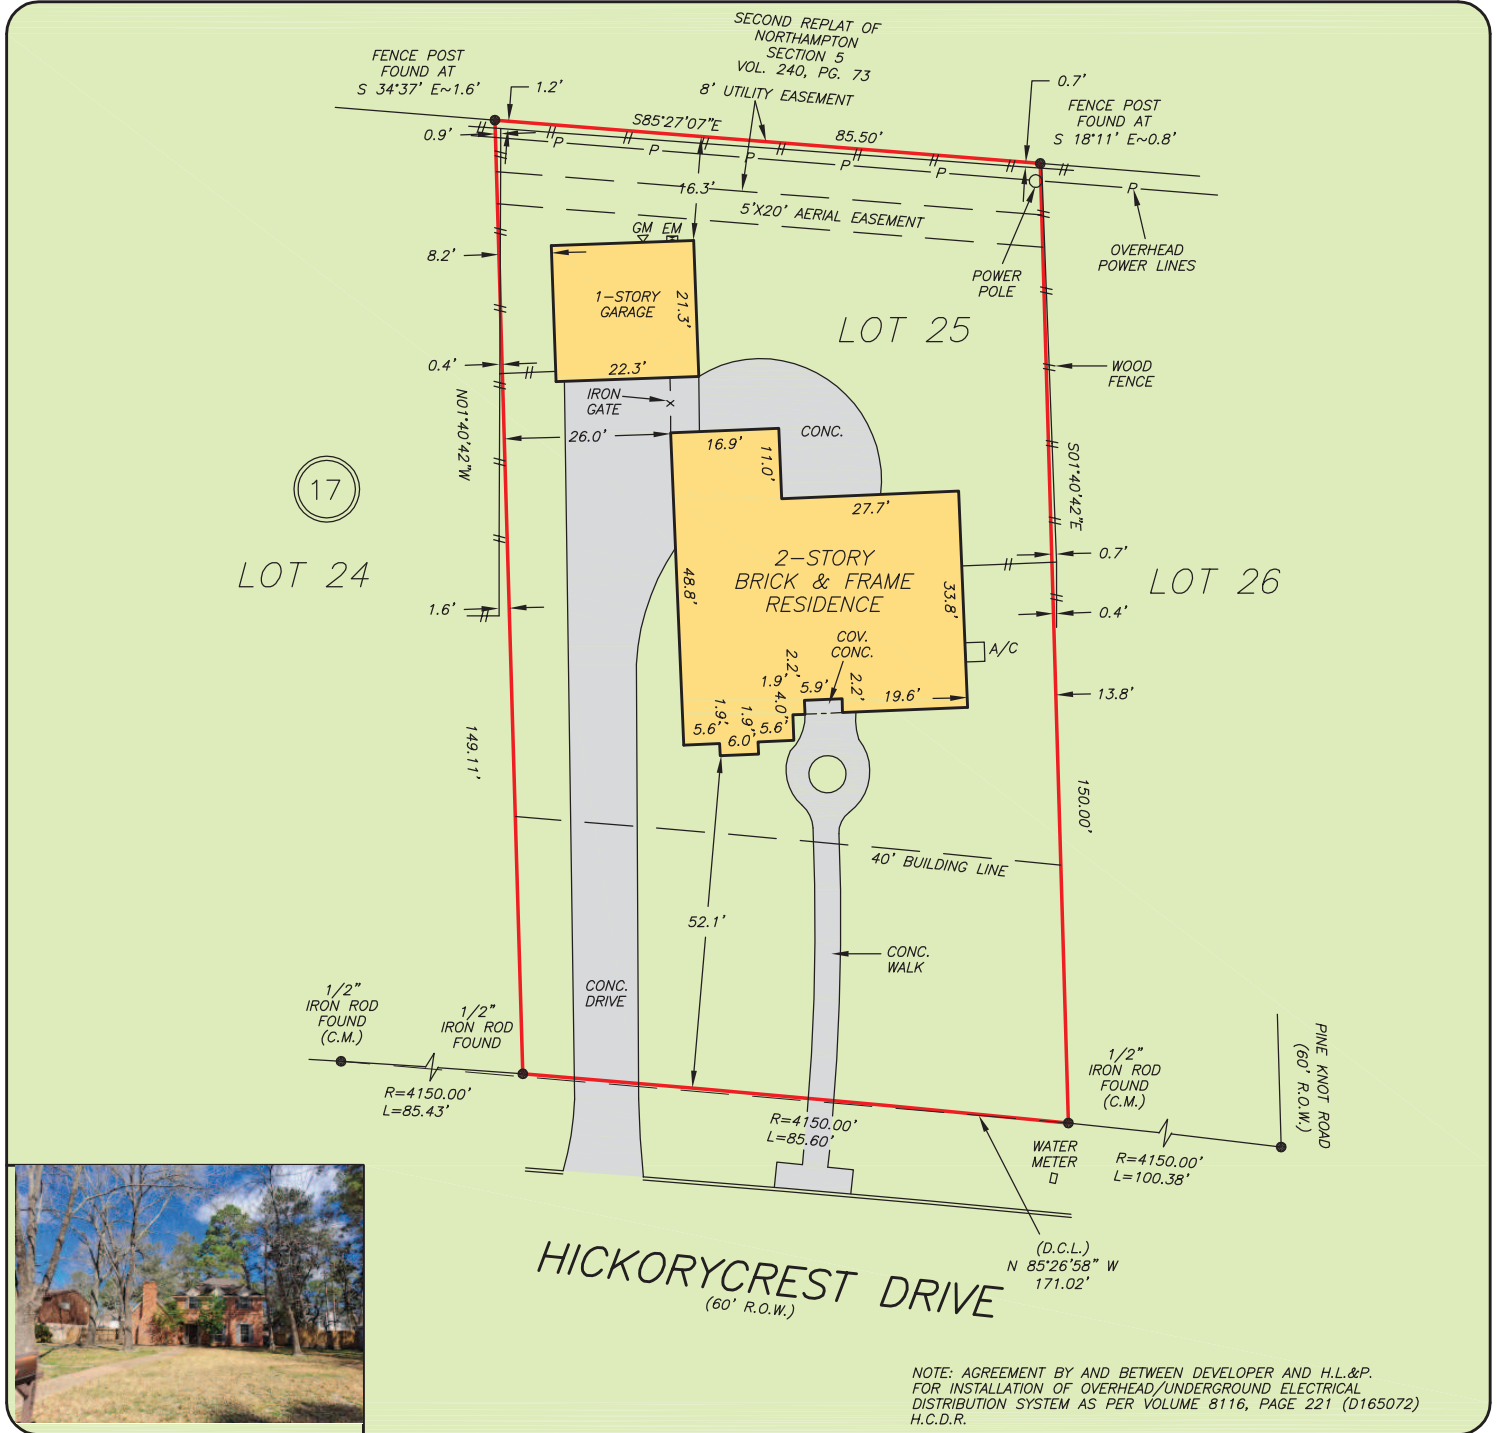 SECOND REPLAT OF
NORTHAMPTON
SECTION 5
VOL. 240, PG. 73
8' UTILITY EASEMENT
FENCE POST
FOUND AT
S 34°37' E~1.6'
1.2'
0.7'
FENCE POST
FOUND AT
S 18°11' E~0.8'
0.9'
S85°27'07"E
85.50'
P
P
P
P
P
P
16.3'
5'X20' AERIAL EASEMENT
GM EM
8.2'
OVERHEAD
POWER LINES
POWER
POLE
1-STORY
GARAGE
21.3'
22.3'
LOT 25
0.4'
WOOD
FENCE
IRON
GATE
X
N01°40'42"W
26.0'
16.9'
11.0'
CONC.
S01°40'42"E
17
27.7'
LOT 24
2-STORY
BRICK & FRAME
RESIDENCE
48.8'
33.8'
0.7'
LOT 26
1.6'
0.4'
COV.
CONC.
A/C
2.2'
1.9'
5.9'
2.2'
19.6'
13.8'
4.0'
1.9'
1.9'
5.6'
6.0'
5.6'
149.11'
150.00'
40' BUILDING LINE
52.1'
CONC.
WALK
CONC.
DRIVE
1/2"
IRON ROD
FOUND
(C.M.)
1/2"
IRON ROD
FOUND
1/2"
IRON ROD
FOUND
(C.M.)
PINE KNOT ROAD
(60' R.O.W.)
R=4150.00'
L=85.43'
R=4150.00'
L=85.60'
WATER
METER
R=4150.00'
L=100.38'
(D.C.L.)
N 85°26'58" W
171.02'
HICKORYCREST DRIVE
(60' R.O.W.)
NOTE: AGREEMENT BY AND BETWEEN DEVELOPER AND H.L.&P.
FOR INSTALLATION OF OVERHEAD/UNDERGROUND ELECTRICAL
DISTRIBUTION SYSTEM AS PER VOLUME 8116, PAGE 221 (D165072)
H.C.D.R.